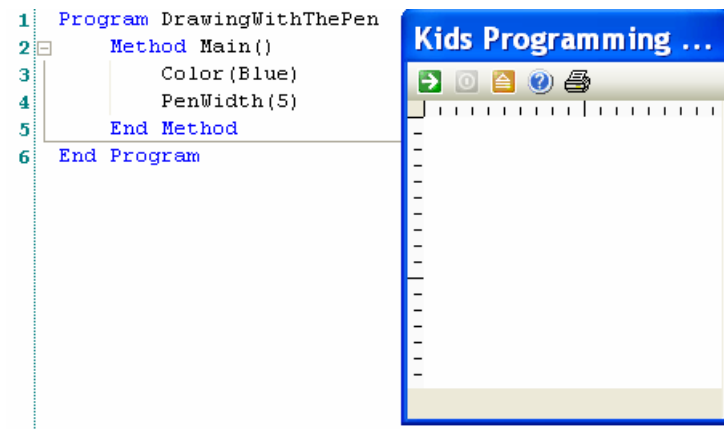 1 Program DrawingWithThePen
2 Method Main()
3 Color(Blue)
4 PenWidth(5)
5 End Method
6 End Program
Kids Programming ...